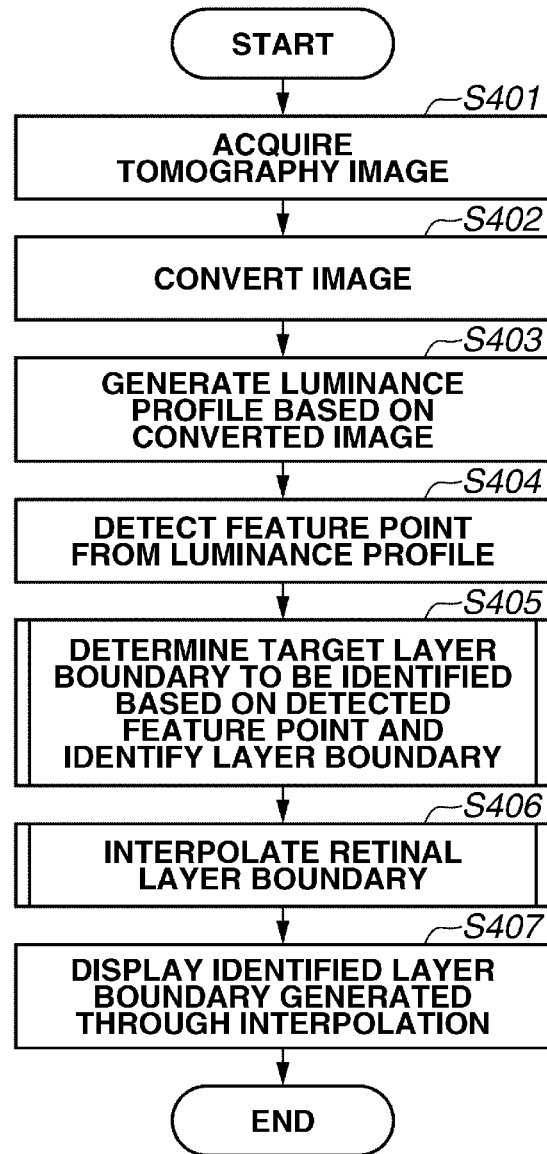 START
S401
ACQUIRE
TOMOGRAPHY IMAGE
S402
CONVERT IMAGE
S403
GENERATE LUMINANCE
PROFILE BASED ON
CONVERTED IMAGE
S404
DETECT FEATURE POINT
FROM LUMINANCE PROFILE
S405
DETERMINE TARGET LAYER
BOUNDARY TO BE IDENTIFIED
BASED ON DETECTED
FEATURE POINT AND
IDENTIFY LAYER BOUNDARY
S406
INTERPOLATE RETINAL
LAYER BOUNDARY
S407
DISPLAY IDENTIFIED LAYER
BOUNDARY GENERATED
THROUGH INTERPOLATION
END